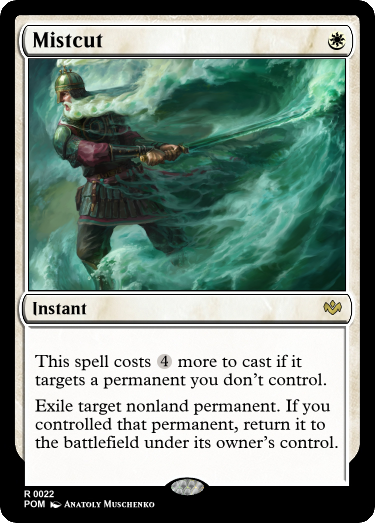 Mistcut
Instant
This spell costs 4 more to cast if it
targets a permanent you don't control.
Exile target nonland permanent. If you
controlled that permanent, return it to
the battlefield under its owner's control.
R 0022
POM Anatoly Muschenko